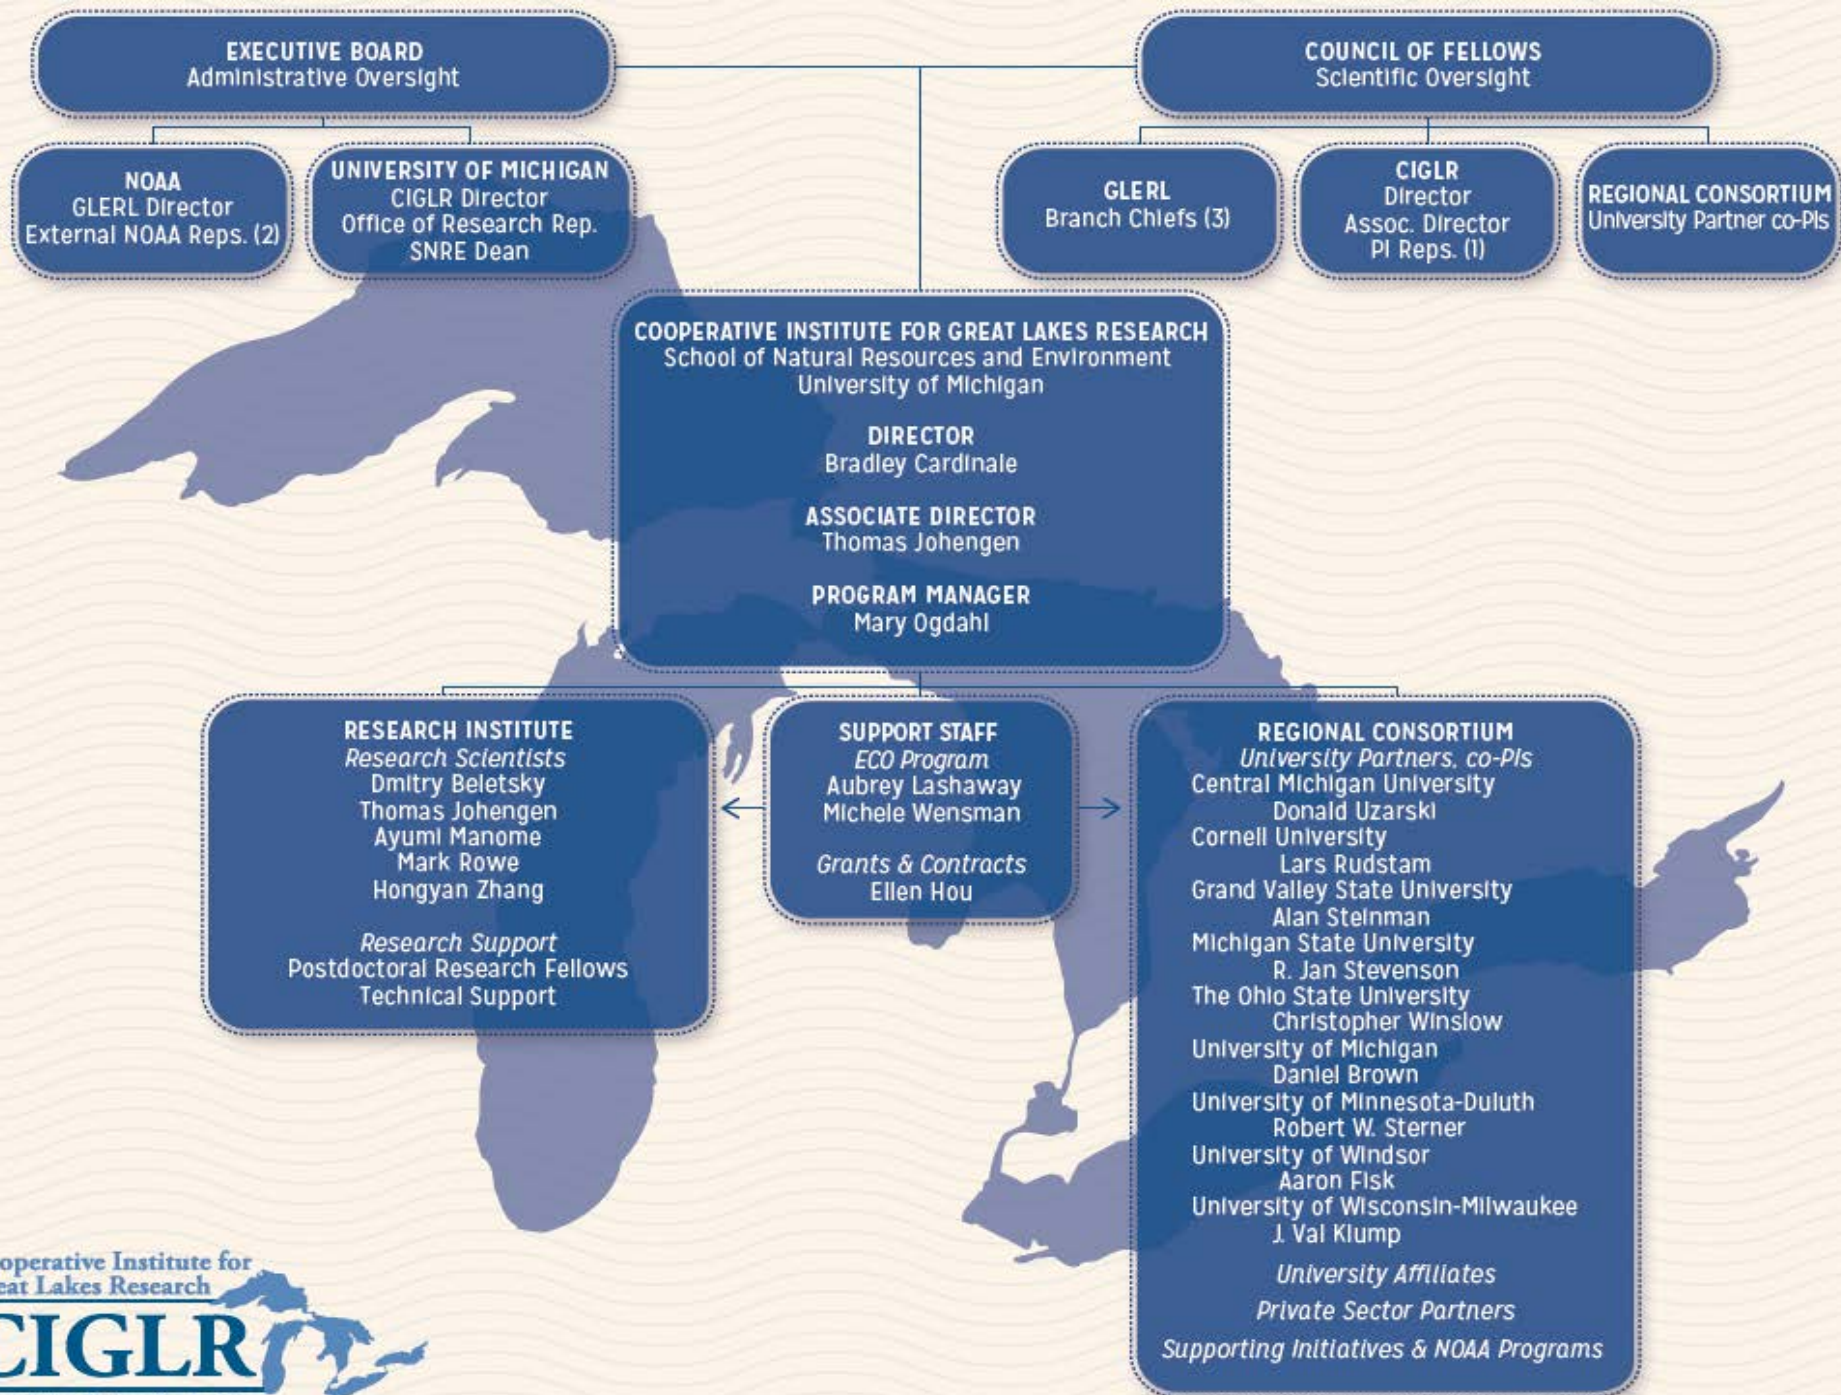 EXECUTIVE BOARD
Administrative Oversight
COUNCIL OF FELLOWS
Scientific Oversight
NOAA
GLERL Director
External NOAA Reps. (2)
UNIVERSITY OF MICHIGAN
CIGLR Director
Office of Research Rep.
SNRE Dean
GLERL
Branch Chiefs (3)
CIGLR
Director
Assoc. Director
PI Reps. (1)
REGIONAL CONSORTIUM
University Partner co-PIs
COOPERATIVE INSTITUTE FOR GREAT LAKES RESEARCH
School of Natural Resources and Environment
University of Michigan
DIRECTOR
Bradley Cardinale
ASSOCIATE DIRECTOR
Thomas Johengen
PROGRAM MANAGER
Mary Ogdahl
RESEARCH INSTITUTE
Research Scientists
Dmitry Beletsky
Thomas Johengen
Ayumi Manome
Mark Rowe
Hongyan Zhang
Research Support
Postdoctoral Research Fellows
Technical Support
SUPPORT STAFF
ECO Program
Aubrey Lashaway
Michele Wensman
Grants & Contracts
Ellen Hou
REGIONAL CONSORTIUM
University Partners, co-PIs
Central Michigan University
Donald Uzarski
Cornell University
Lars Rudstam
Grand Valley State University
Alan Steinman
Michigan State University
R. Jan Stevenson
The Ohio State University
Christopher Winslow
University of Michigan
Daniel Brown
University of Minnesota-Duluth
Robert W. Sterner
University of Windsor
Aaron Fisk
University of Wisconsin-Milwaukee
J. Val Klump
University Affiliates
Private Sector Partners
Supporting Initiatives & NOAA Programs
operative Institute for
eat Lakes Research
CIGLR